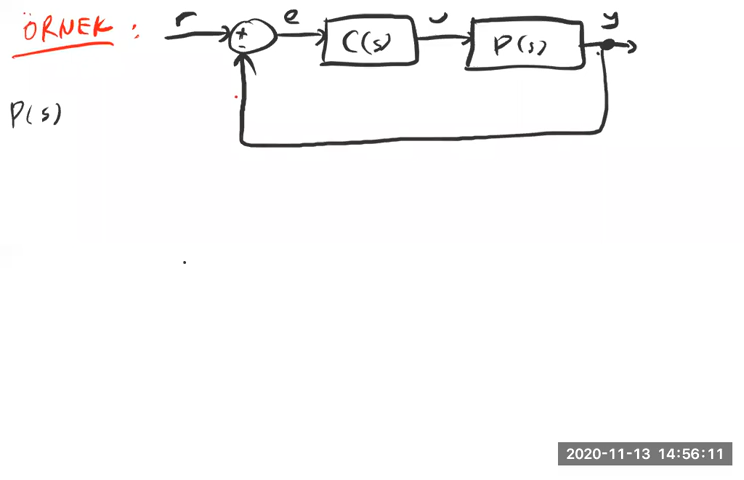 ÖRNEK :
r + - e C(s) u P(s) y
P(s)
2020-11-13 14:56:11